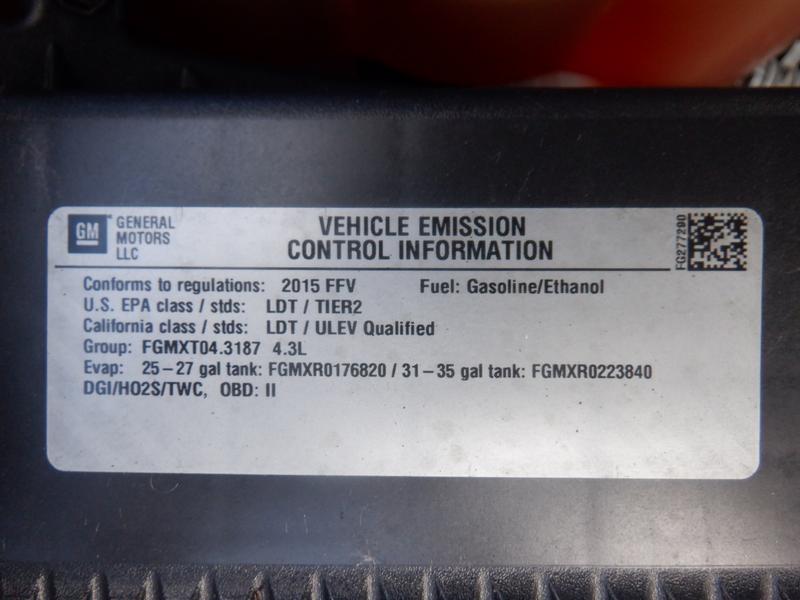 GM GENERAL
MOTORS
LLC
VEHICLE EMISSION
CONTROL INFORMATION
FG277290
Conforms to regulations: 2015 FFV Fuel: Gasoline/Ethanol
U.S. EPA class / stds: LDT / TIER2
California class / stds: LDT / ULEV Qualified
Group: FGMXT04.3187 4.3L
Evap: 25–27 gal tank: FGMXR0176820 / 31–35 gal tank: FGMXR0223840
DGI/HO2S/TWC, OBD: II